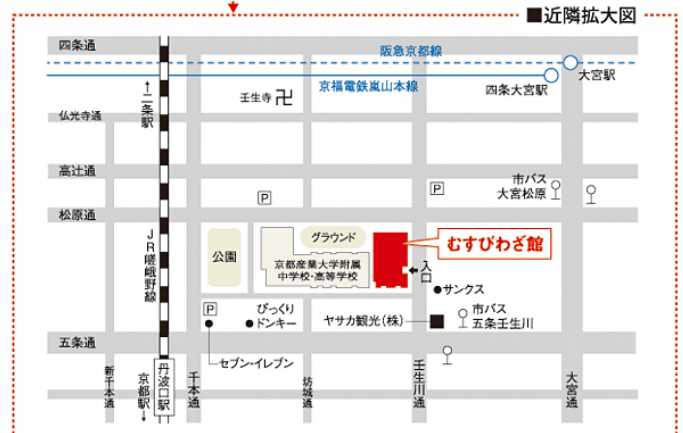 ■近隣拡大図
四条通
阪急京都線
大宮駅
京福電鉄嵐山本線
四条大宮駅
←二条駅
壬生寺
仏光寺通
高辻通
市バス
大宮松原
P
P
松原通
JR嵯峨野線
公園
グラウンド
京都産業大学附属
中学校・高等学校
むすびわざ館
入口
サンクス
P
びっくり
ドンキー
ヤサカ観光(株)
市バス
五条壬生川
五条通
セブン・イレブン
新千本通
京都駅→
丹波口駅
千本通
坊城通
壬生川通
大宮通